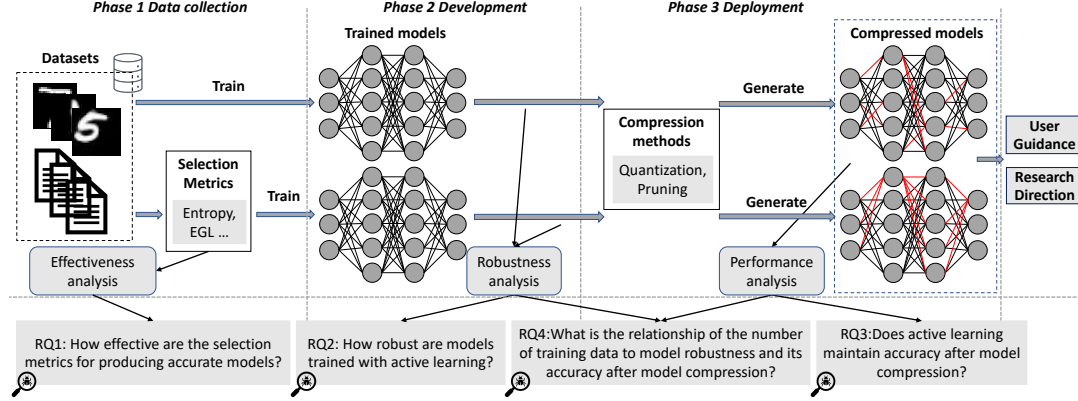 Phase 1 Data collection
Phase 2 Development
Phase 3 Deployment
Datasets
Trained models
Compressed models
Train
Generate
5
Compression
methods
Quantization,
Pruning
User
Guidance
Selection
Metrics
Entropy,
EGL ...
Train
Generate
Research
Direction
Effectiveness
analysis
Robustness
analysis
Performance
analysis
RQ1: How effective are the selection
metrics for producing accurate models?
RQ2: How robust are models
trained with active learning?
RQ4:What is the relationship of the number
of training data to model robustness and its
accuracy after model compression?
RQ3:Does active learning
maintain accuracy after model
compression?